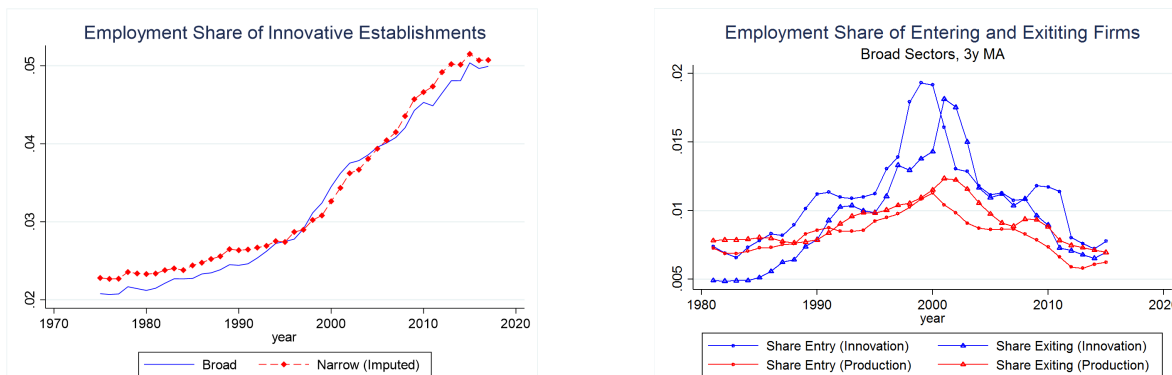 Employment Share of Innovative Establishments
.05
.04
.03
.02
1970
1980
1990
2000
2010
2020
year
Broad
Narrow (Imputed)
Employment Share of Entering and Exititing Firms
Broad Sectors, 3y MA
.02
.015
.01
.005
1980
1990
2000
2010
2020
year
Share Entry (Innovation)
Share Exiting (Innovation)
Share Entry (Production)
Share Exiting (Production)